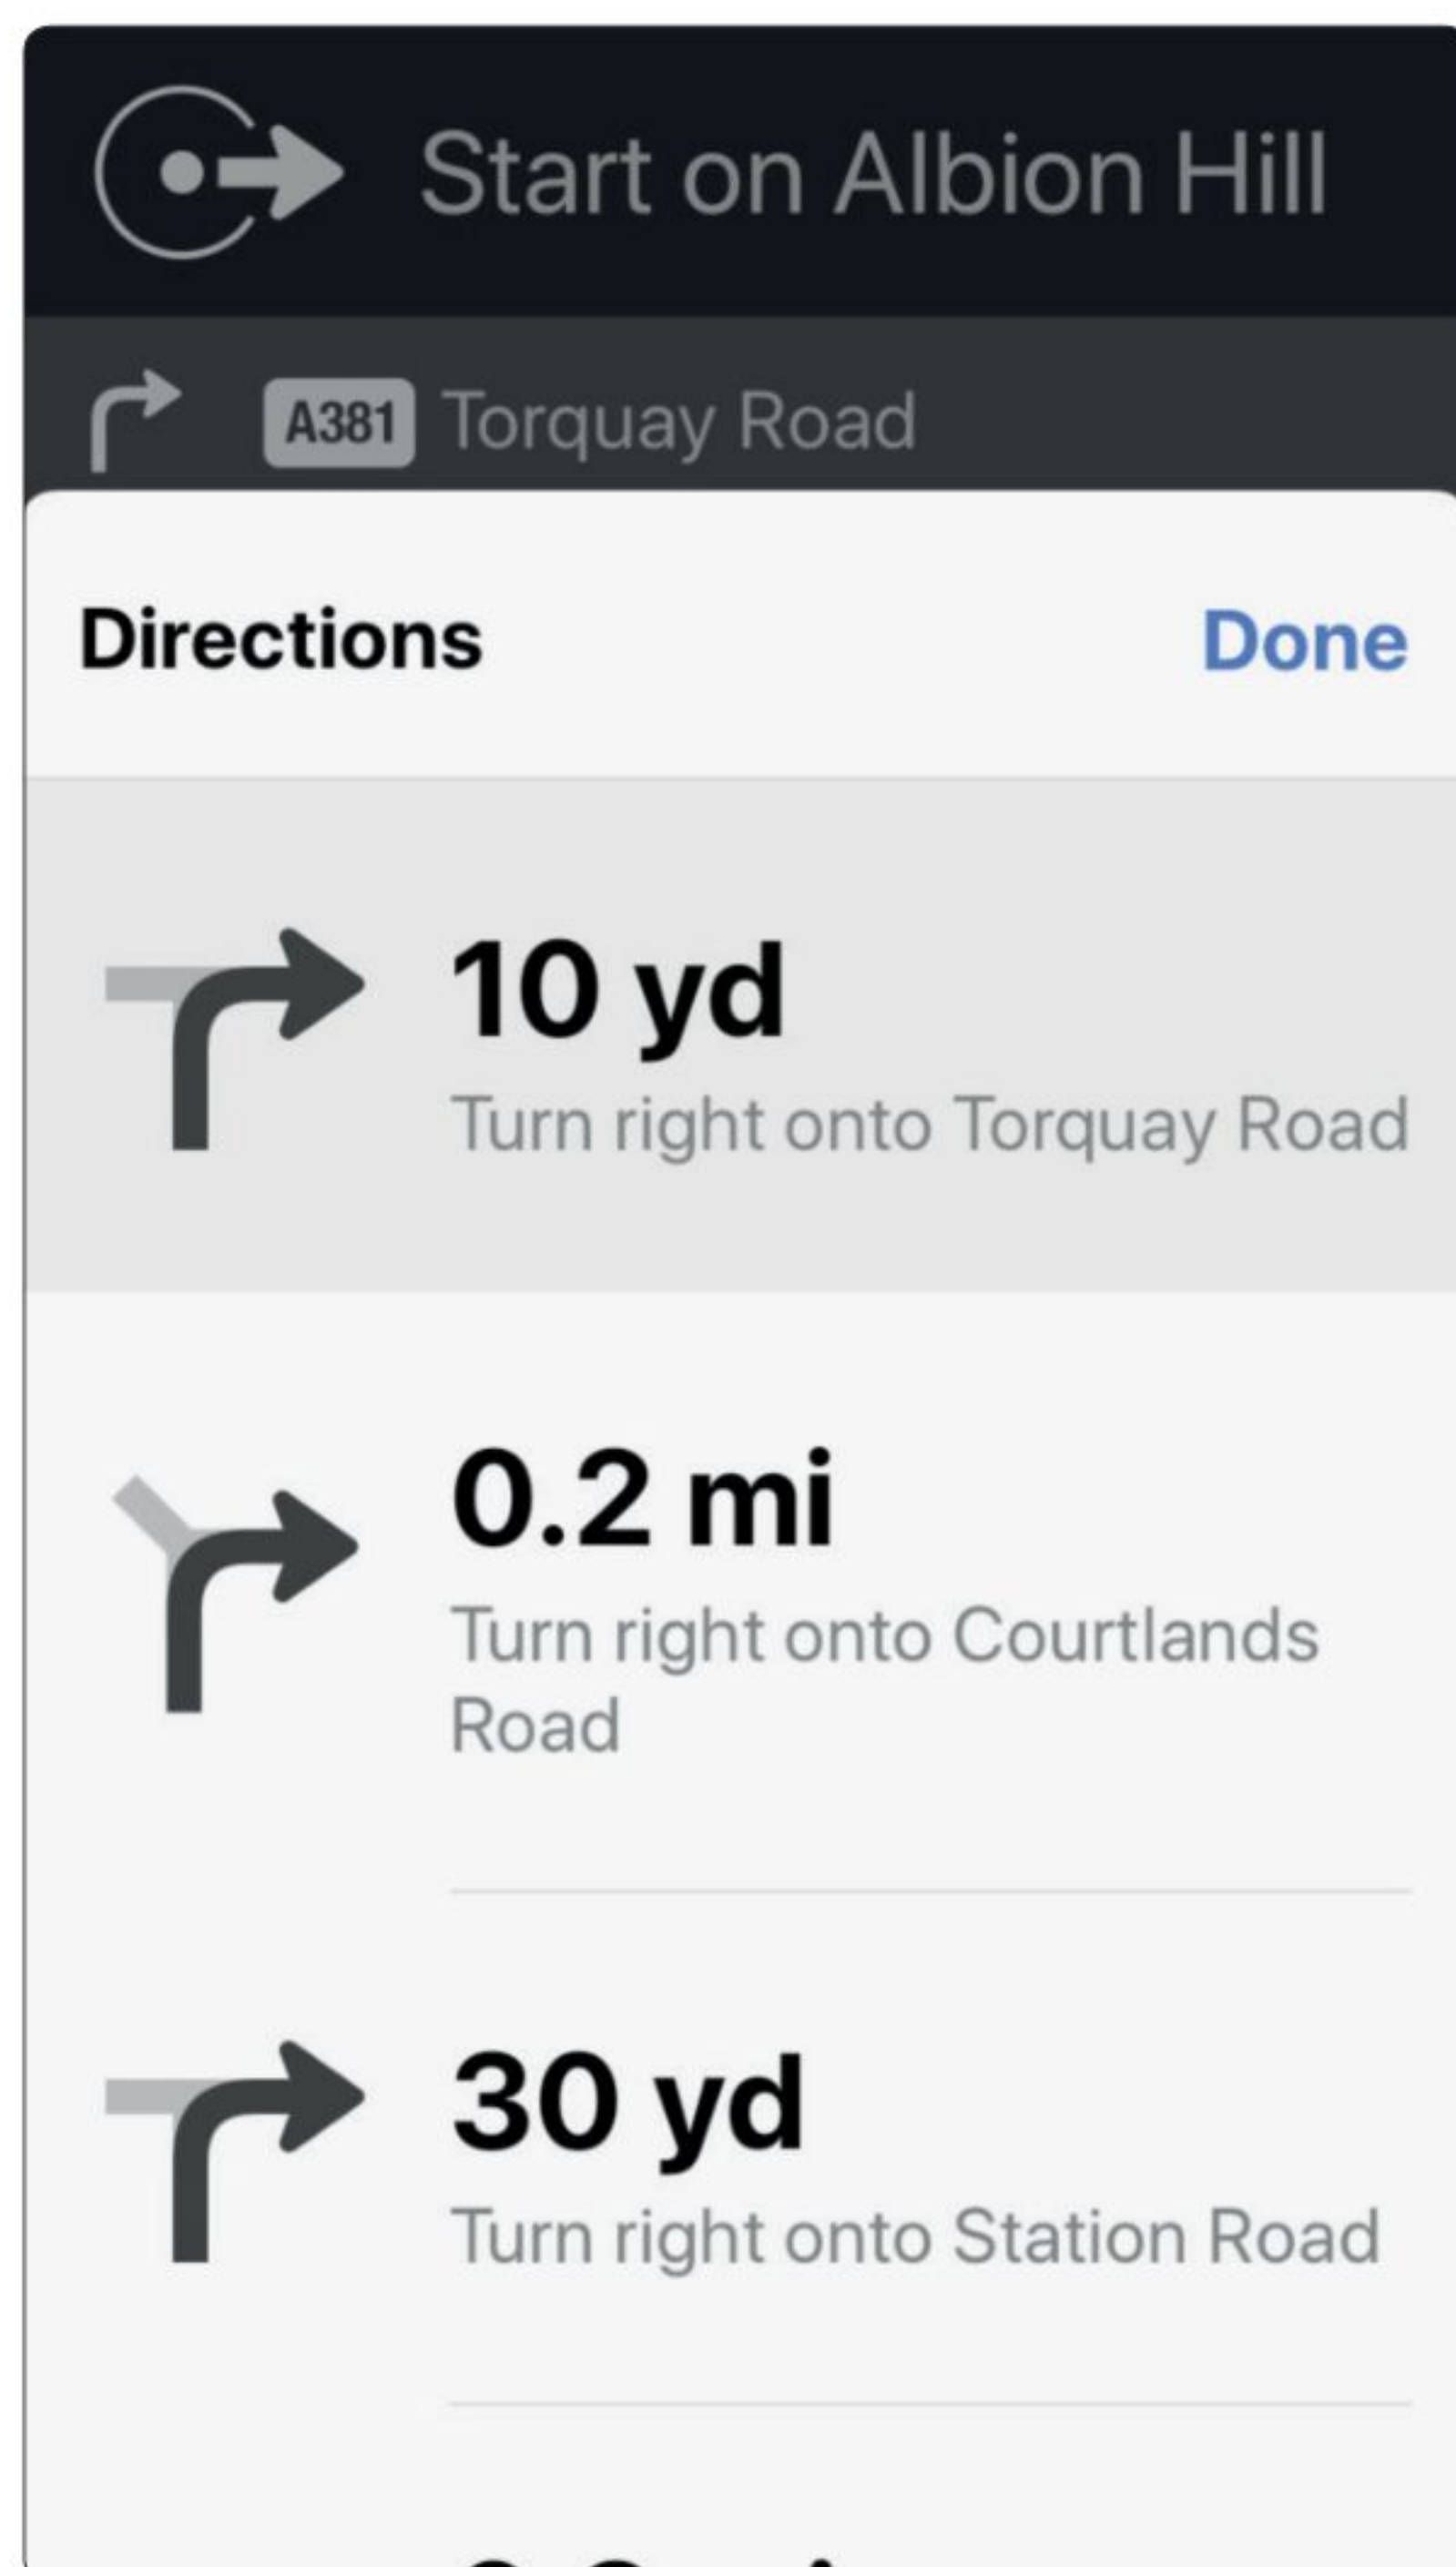 Start on Albion Hill
A381 Torquay Road
Directions Done
10 yd
Turn right onto Torquay Road
0.2 mi
Turn right onto Courtlands
Road
30 yd
Turn right onto Station Road